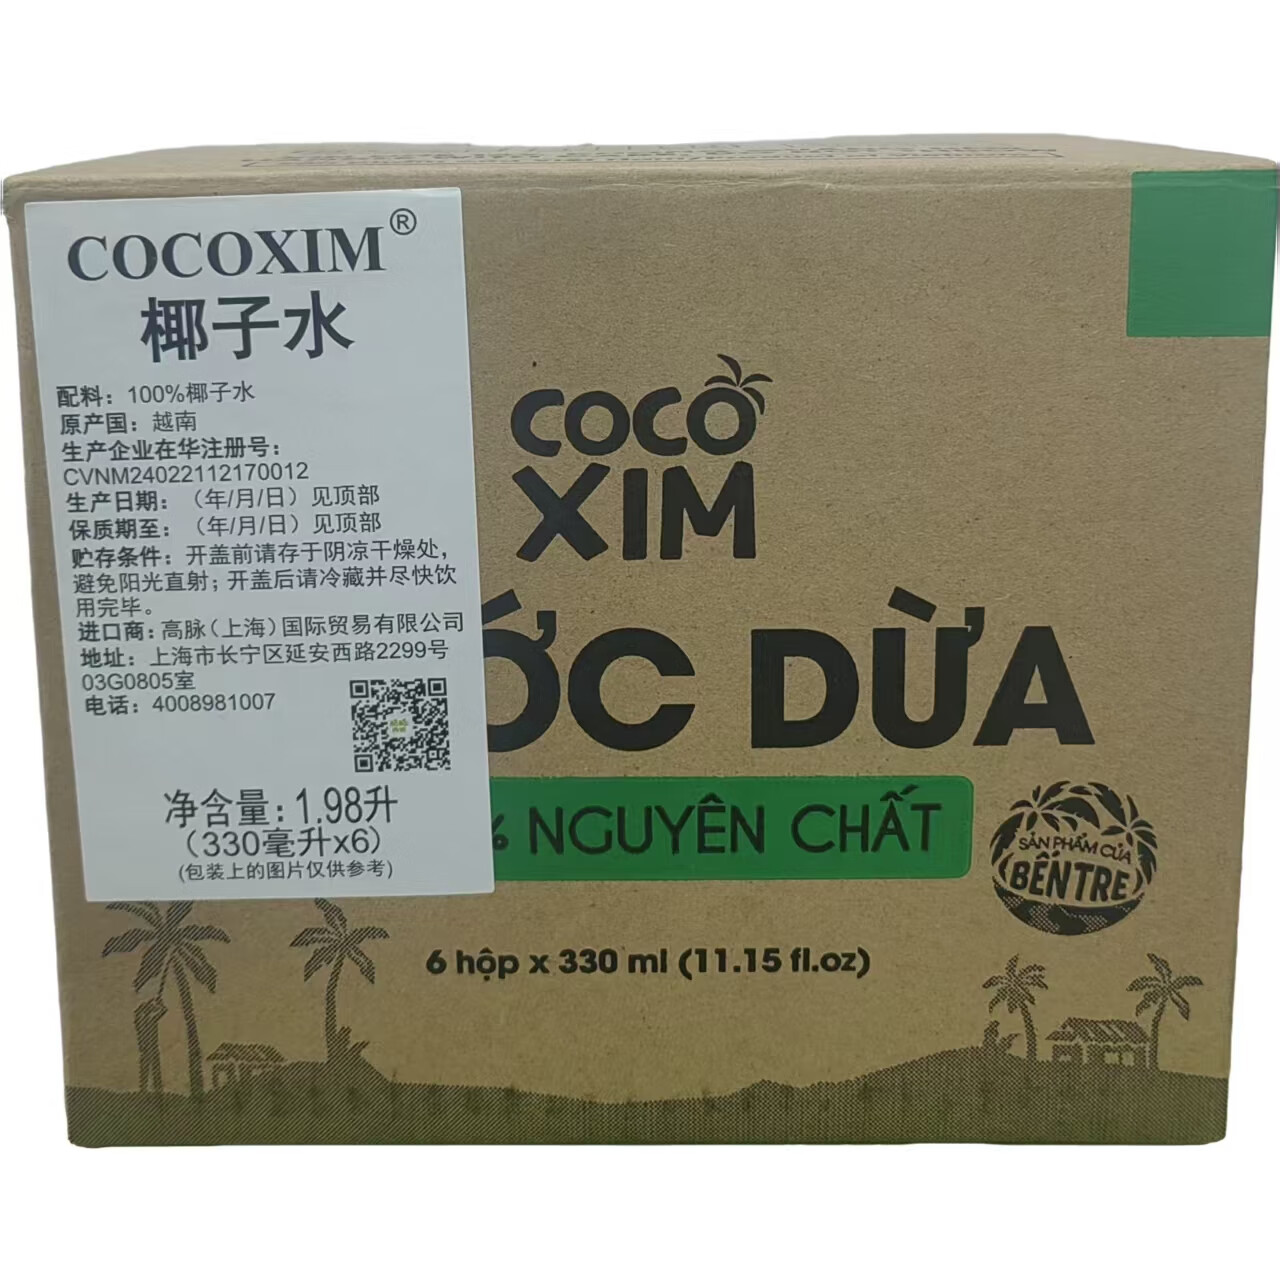 COCOXIM®
椰子水
配料：100%椰子水
原产国：越南
生产企业在华注册号：
CVNM24022112170012
生产日期：（年/月/日）见顶部
保质期至：（年/月/日）见顶部
贮存条件：开盖前请存于阴凉干燥处，
避免阳光直射；开盖后请冷藏并尽快饮
用完毕。
进口商：高脉（上海）国际贸易有限公司
地址：上海市长宁区延安西路2299号
03G0805室
电话：4008981007
净含量：1.98升
（330毫升x6）
(包装上的图片仅供参考)
COCO
XIM
DỪA
% NGUYÊN CHẤT
SẢN PHẨM CỦA
BẾN TRE
6 hộp x 330 ml (11.15 fl.oz)